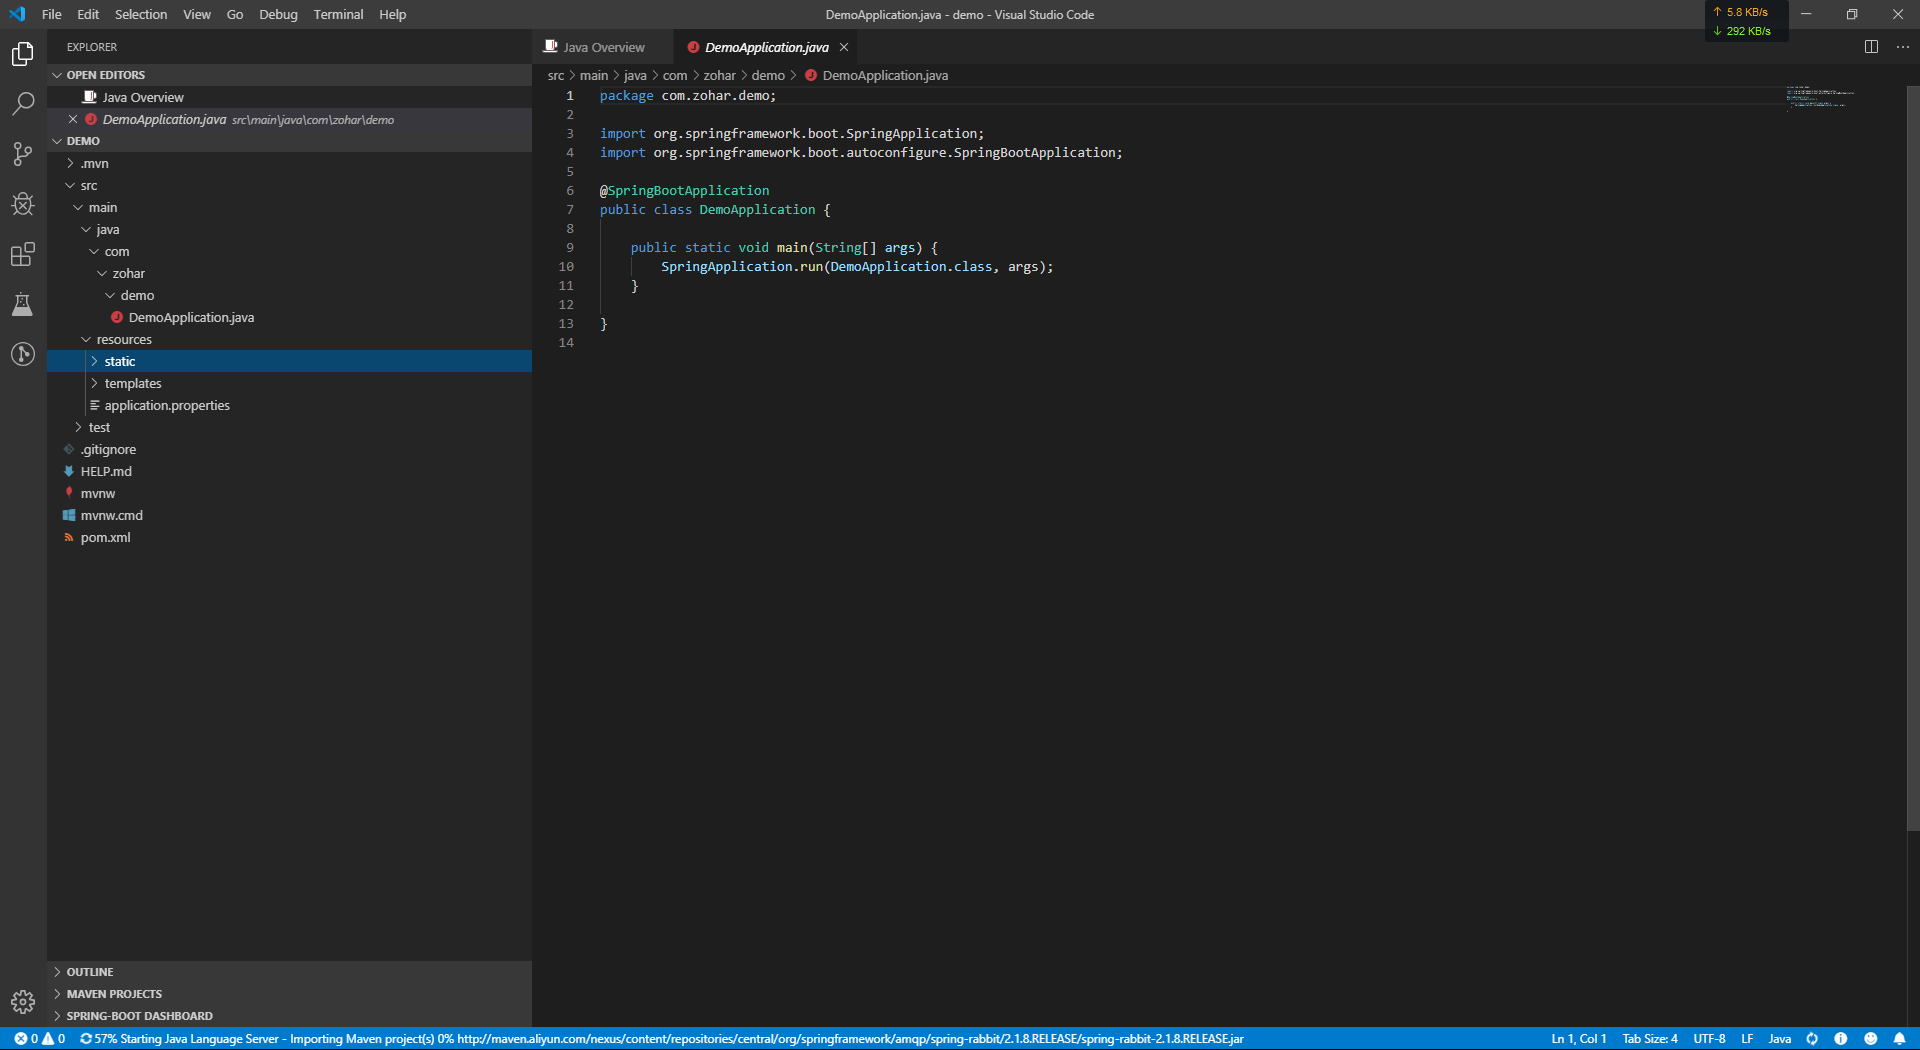 File Edit Selection View Go Debug Terminal Help
DemoApplication.java - demo - Visual Studio Code
↑ 5.8 KB/s
↓ 292 KB/s
EXPLORER
OPEN EDITORS
Java Overview
DemoApplication.java src\main\java\com\zohar\demo
DEMO
.mvn
src
main
java
com
zohar
demo
DemoApplication.java
resources
static
templates
application.properties
test
.gitignore
HELP.md
mvnw
mvnw.cmd
pom.xml
OUTLINE
MAVEN PROJECTS
SPRING-BOOT DASHBOARD
Java Overview DemoApplication.java
src > main > java > com > zohar > demo > DemoApplication.java
1 package com.zohar.demo;
2
3 import org.springframework.boot.SpringApplication;
4 import org.springframework.boot.autoconfigure.SpringBootApplication;
5
6 @SpringBootApplication
7 public class DemoApplication {
8
9 public static void main(String[] args) {
10 SpringApplication.run(DemoApplication.class, args);
11 }
12
13 }
14
0 0 57% Starting Java Language Server - Importing Maven project(s) 0% http://maven.aliyun.com/nexus/content/repositories/central/org/springframework/amqp/spring-rabbit/2.1.8.RELEASE/spring-rabbit-2.1.8.RELEASE.jar
Ln 1, Col 1 Tab Size: 4 UTF-8 LF Java